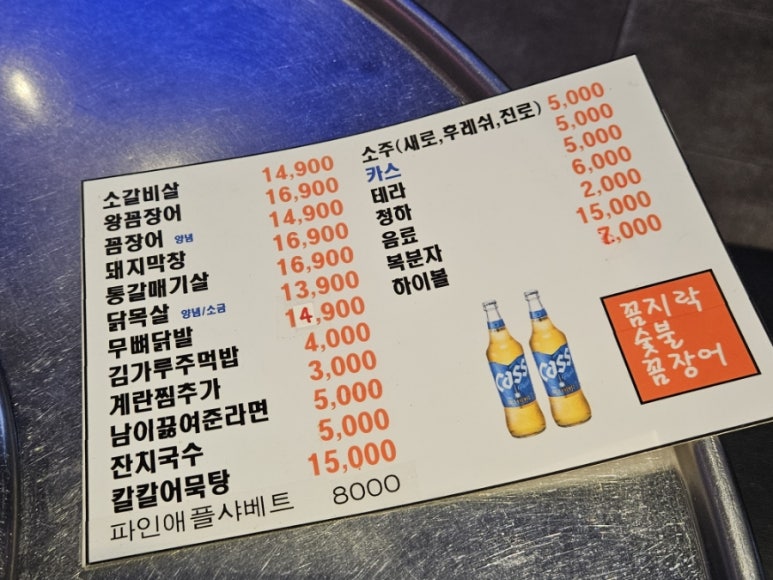 소갈비살 14,900
왕꼼장어 16,900
꼼장어 양념 14,900
돼지막장 16,900
통갈매기살 16,900
닭목살 양념/소금 13,900
무뼈닭발 14,900
김가루주먹밥 4,000
계란찜추가 3,000
남이끓여준라면 5,000
잔치국수 5,000
칼칼어묵탕 15,000
파인애플샤베트 8000
소주(새로,후레쉬,진로) 5,000
카스 5,000
테라 5,000
청하 6,000
음료 2,000
복분자 15,000
하이볼
Cass
Cass
꼼지락
숯불
꼼장어